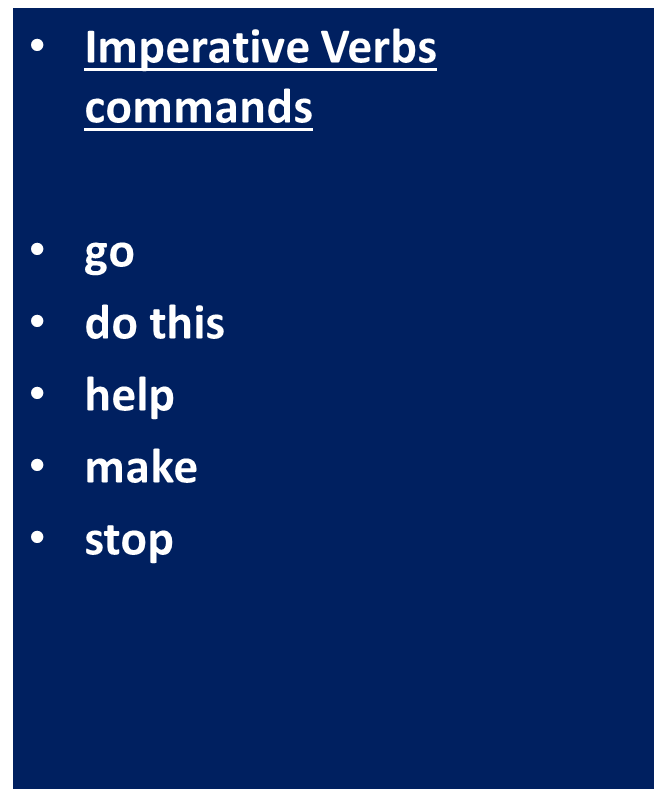 • Imperative Verbs
commands
• go
• do this
• help
• make
• stop